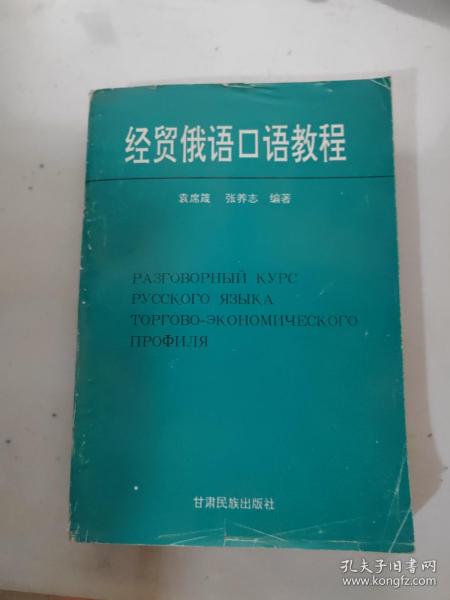 经贸俄语口语教程
袁席箴 张养志 编著
РАЗГОВОРНЫЙ КУРС
РУССКОГО ЯЗЫКА
ТОРГОВО-ЭКОНОМИЧЕСКОГО
ПРОФИЛЯ
甘肃民族出版社
孔夫子旧书网
www.kongfz.com